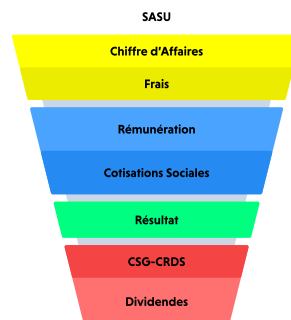 SASU
Chiffre d'Affaires
Frais
Rémunération
Cotisations Sociales
Résultat
CSG-CRDS
Dividendes